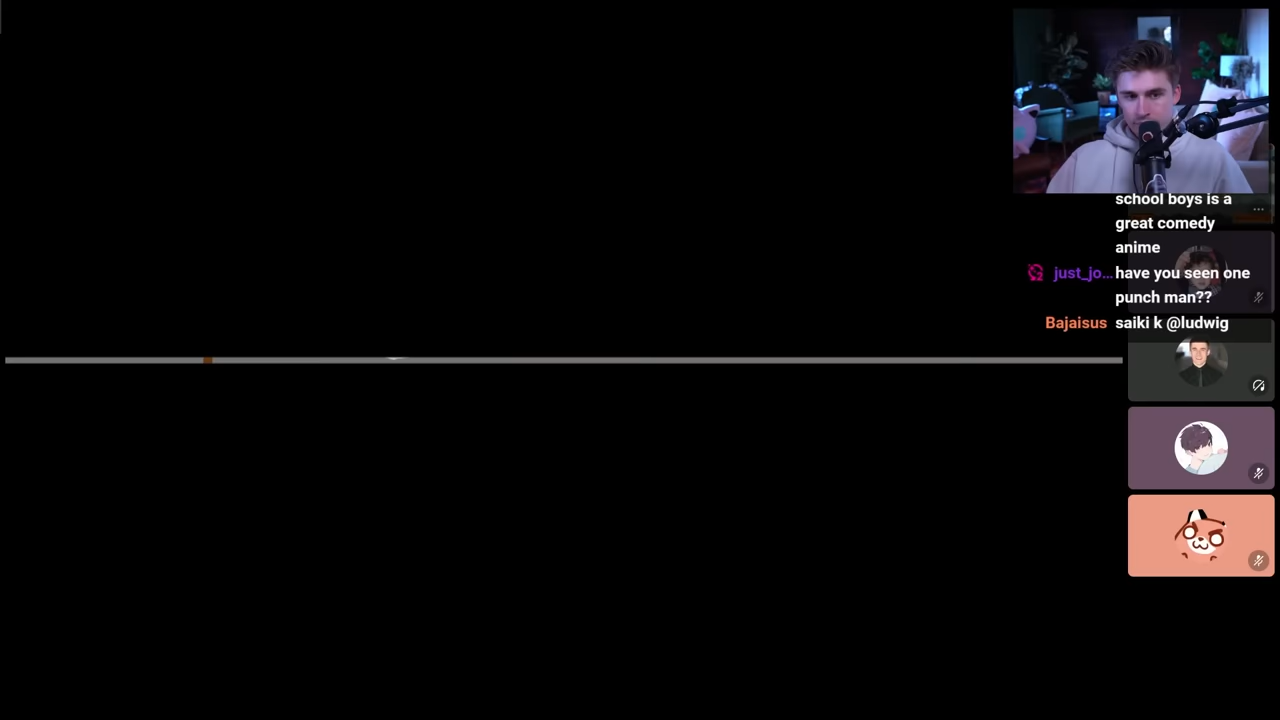 school boys is a
great comedy
anime
just_jo... have you seen one
punch man??
Bajaisus saiki k @ludwig